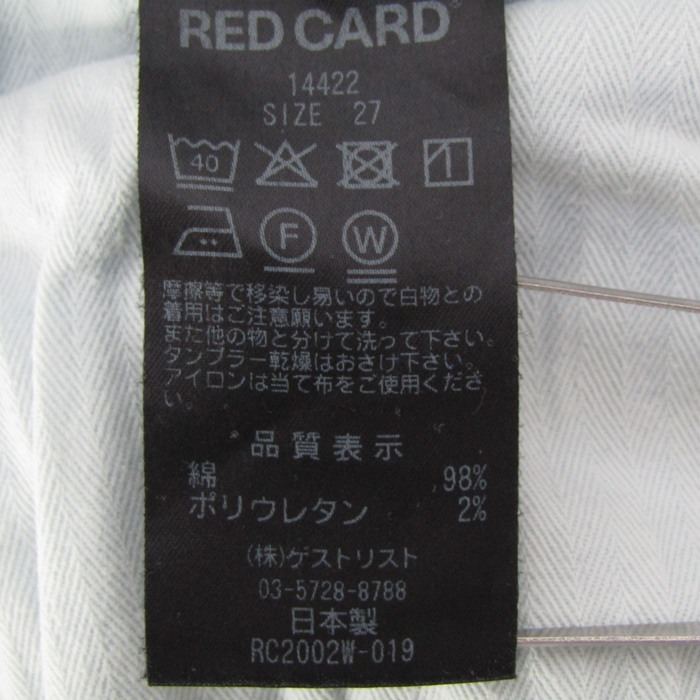 RED CARD
14422
SIZE 27
40
F W
摩擦等で移染し易いので白物との
着用はご注意願います。
また他の物と分けて洗って下さい。
タンブラー乾燥はおさけ下さい。
アイロンは当て布をご使用くださ
い。
品質表示
綿 98%
ポリウレタン 2%
(株)ゲストリスト
03-5728-8788
日本製
RC2002W-019